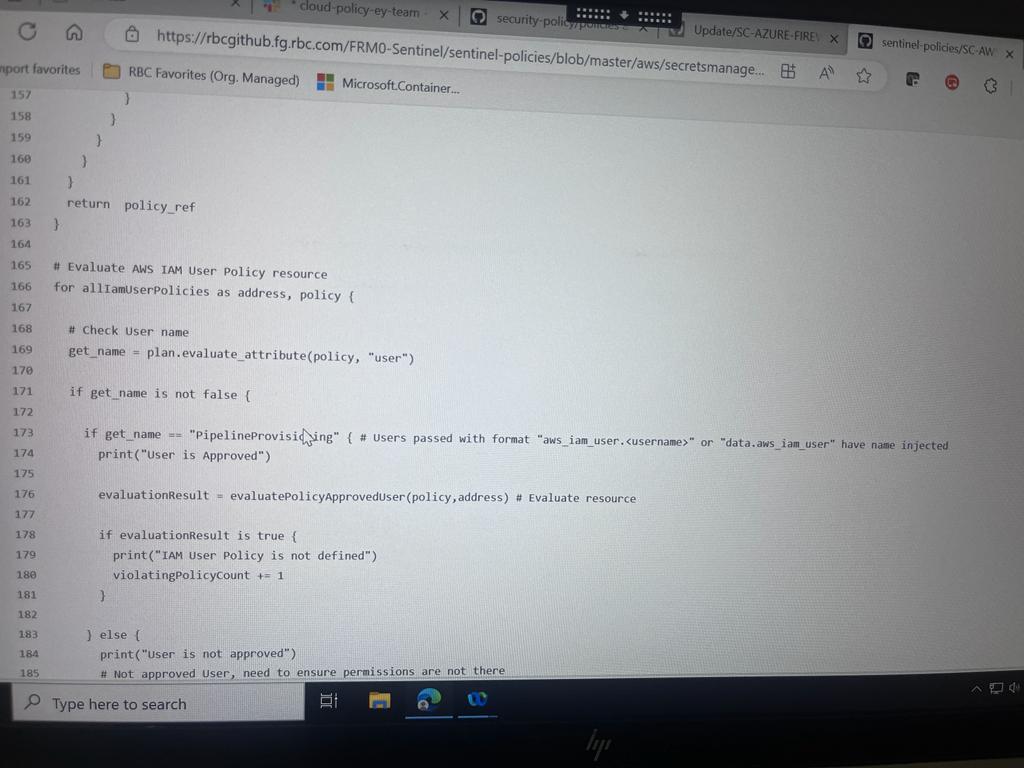 cloud-policy-ey-team
security-policy/policies
Update/SC-AZURE-FIREW
sentinel-policies/SC-AW
https://rbcgithub.fg.rbc.com/FRM0-Sentinel/sentinel-policies/blob/master/aws/secretsmanage...
mport favorites
RBC Favorites (Org. Managed)
Microsoft.Container...
157 }
158 }
159 }
160 }
161 }
162 return policy_ref
163 }
164
165 # Evaluate AWS IAM User Policy resource
166 for allIamUserPolicies as address, policy {
167
168 # Check User name
169 get_name = plan.evaluate_attribute(policy, "user")
170
171 if get_name is not false {
172
173 if get_name == "PipelineProvisioning" { # Users passed with format "aws_iam_user.<username>" or "data.aws_iam_user" have name injected
174 print("User is Approved")
175
176 evaluationResult = evaluatePolicyApprovedUser(policy,address) # Evaluate resource
177
178 if evaluationResult is true {
179 print("IAM User Policy is not defined")
180 violatingPolicyCount += 1
181 }
182
183 } else {
184 print("User is not approved")
185 # Not approved User, need to ensure permissions are not there
Type here to search
hp